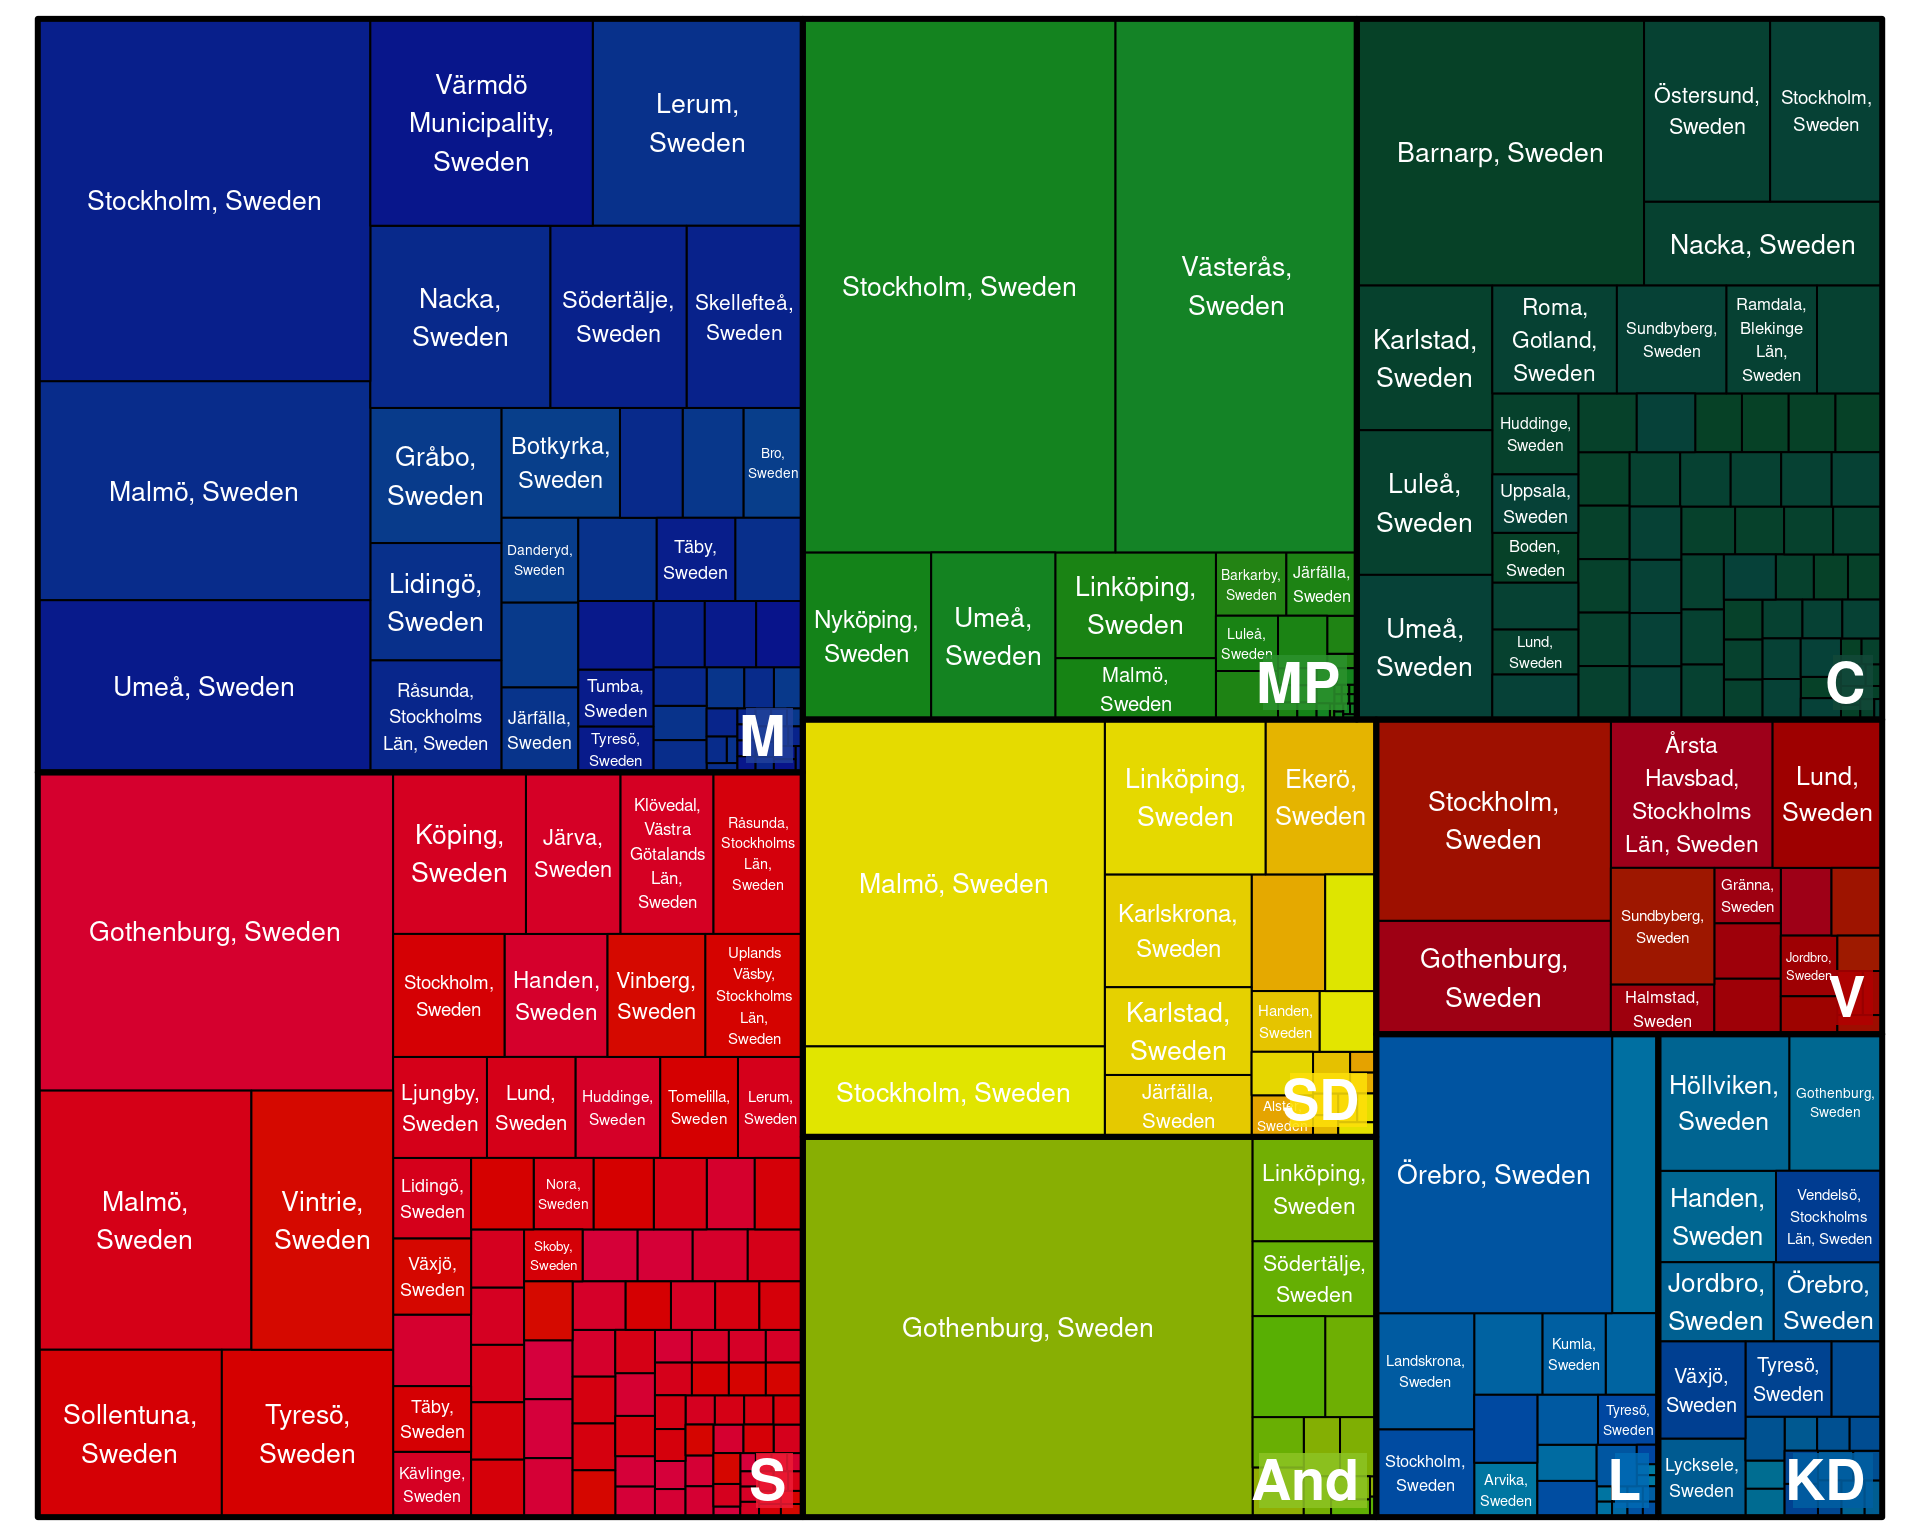 Stockholm, Sweden
Värmdö
Municipality,
Sweden
Lerum,
Sweden
Malmö, Sweden
Umeå, Sweden
Nacka,
Sweden
Södertälje,
Sweden
Skellefteå,
Sweden
Gråbo,
Sweden
Botkyrka,
Sweden
Bro,
Sweden
Lidingö,
Sweden
Danderyd,
Sweden
Täby,
Sweden
Råsunda,
Stockholms
Län, Sweden
Järfälla,
Sweden
Tumba,
Sweden
Tyresö,
Sweden
M
Stockholm, Sweden
Västerås,
Sweden
Nyköping,
Sweden
Umeå,
Sweden
Linköping,
Sweden
Malmö,
Sweden
Barkarby,
Sweden
Järfälla,
Sweden
Luleå,
Sweden
MP
Barnarp, Sweden
Östersund,
Sweden
Stockholm,
Sweden
Nacka, Sweden
Karlstad,
Sweden
Roma,
Gotland,
Sweden
Sundbyberg,
Sweden
Ramdala,
Blekinge
Län,
Sweden
Luleå,
Sweden
Huddinge,
Sweden
Uppsala,
Sweden
Boden,
Sweden
Umeå,
Sweden
Lund,
Sweden
C
Gothenburg, Sweden
Köping,
Sweden
Järva,
Sweden
Klövedal,
Västra
Götalands
Län,
Sweden
Råsunda,
Stockholms
Län,
Sweden
Stockholm,
Sweden
Handen,
Sweden
Vinberg,
Sweden
Uplands
Väsby,
Stockholms
Län,
Sweden
Malmö,
Sweden
Vintrie,
Sweden
Ljungby,
Sweden
Lund,
Sweden
Huddinge,
Sweden
Tomelilla,
Sweden
Lerum,
Sweden
Lidingö,
Sweden
Nora,
Sweden
Växjö,
Sweden
Skoby,
Sweden
Sollentuna,
Sweden
Tyresö,
Sweden
Täby,
Sweden
Kävlinge,
Sweden
S
Malmö, Sweden
Linköping,
Sweden
Ekerö,
Sweden
Karlskrona,
Sweden
Karlstad,
Sweden
Handen,
Sweden
Stockholm, Sweden
Järfälla,
Sweden
Sweden
SD
Gothenburg, Sweden
Linköping,
Sweden
Södertälje,
Sweden
And
Stockholm,
Sweden
Årsta
Havsbad,
Stockholms
Län, Sweden
Lund,
Sweden
Gothenburg,
Sweden
Sundbyberg,
Sweden
Gränna,
Sweden
Halmstad,
Sweden
Jordbro,
Sweden
V
Örebro, Sweden
Landskrona,
Sweden
Kumla,
Sweden
Tyresö,
Sweden
Stockholm,
Sweden
Arvika,
Sweden
L
Höllviken,
Sweden
Gothenburg,
Sweden
Handen,
Sweden
Vendelsö,
Stockholms
Län, Sweden
Jordbro,
Sweden
Örebro,
Sweden
Växjö,
Sweden
Tyresö,
Sweden
Lycksele,
Sweden
KD